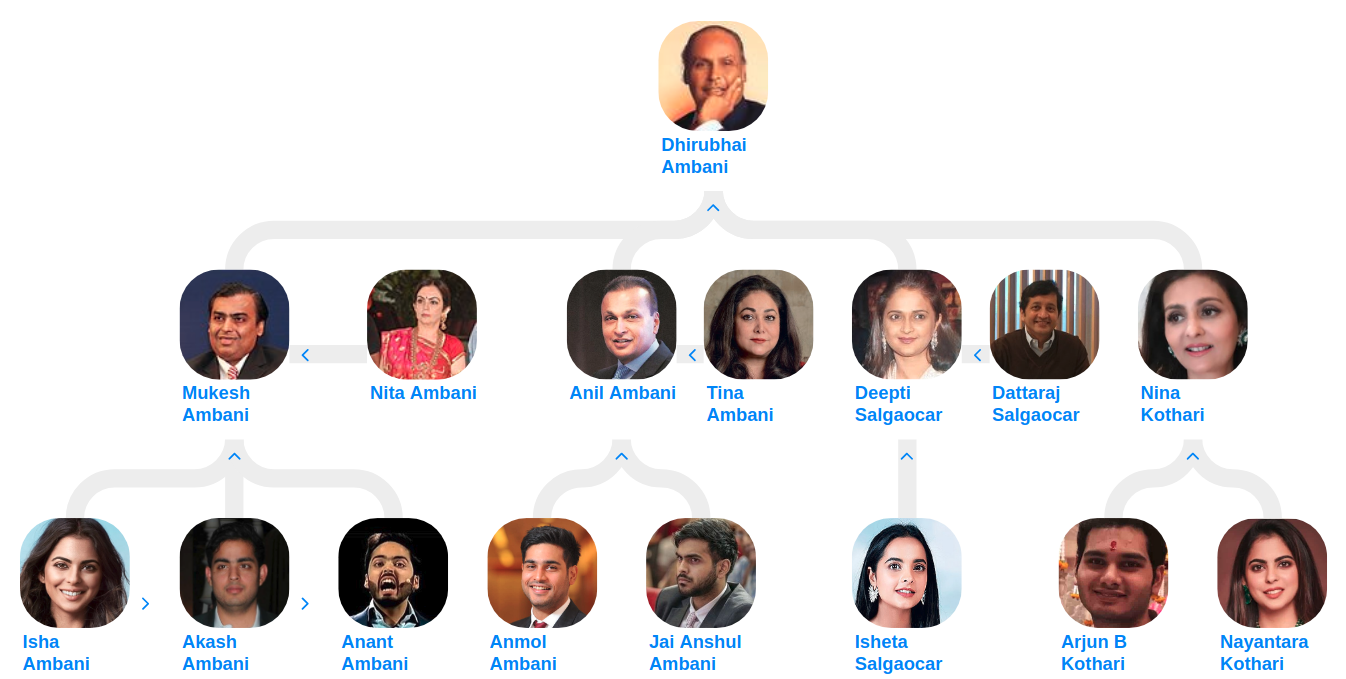 Dhirubhai
Ambani
Mukesh
Ambani
Nita Ambani
Anil Ambani
Tina
Ambani
Deepti
Salgaocar
Dattaraj
Salgaocar
Nina
Kothari
Isha
Ambani
Akash
Ambani
Anant
Ambani
Anmol
Ambani
Jai Anshul
Ambani
Isheta
Salgaocar
Arjun B
Kothari
Nayantara
Kothari